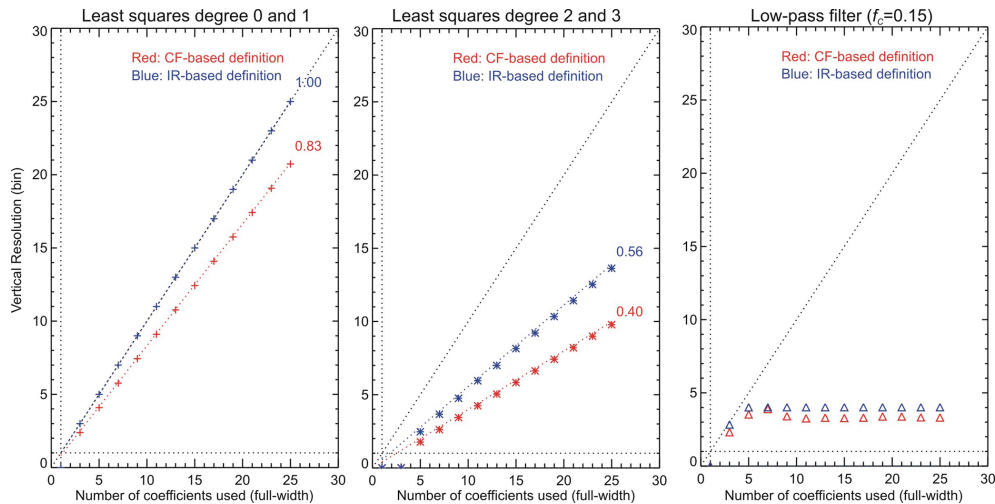 Least squares degree 0 and 1
Red: CF-based definition
Blue: IR-based definition
1.00
0.83
30
25
20
15
10
5
0
Vertical Resolution (bin)
0 5 10 15 20 25 30
Number of coefficients used (full-width)
Least squares degree 2 and 3
Red: CF-based definition
Blue: IR-based definition
0.56
0.40
30
25
20
15
10
5
0
0 5 10 15 20 25 30
Number of coefficients used (full-width)
Low-pass filter (fc=0.15)
Red: CF-based definition
Blue: IR-based definition
30
25
20
15
10
5
0
0 5 10 15 20 25 30
Number of coefficients used (full-width)